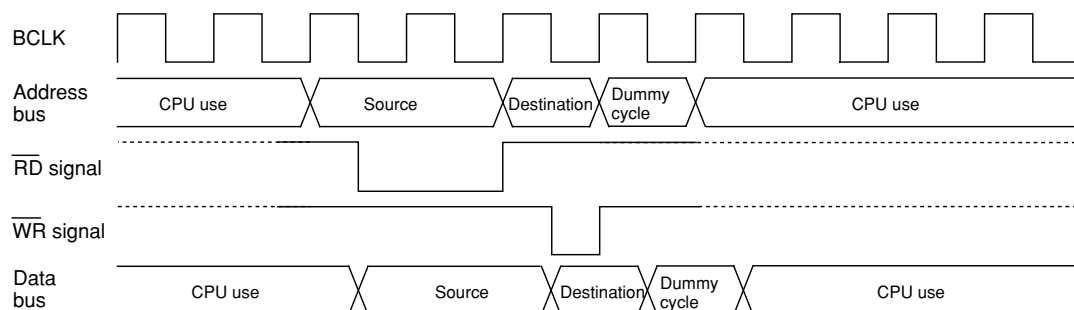 BCLK
Address
bus
CPU use
Source
Destination
Dummy
cycle
CPU use
RD signal
WR signal
Data
bus
CPU use
Source
Destination
Dummy
cycle
CPU use